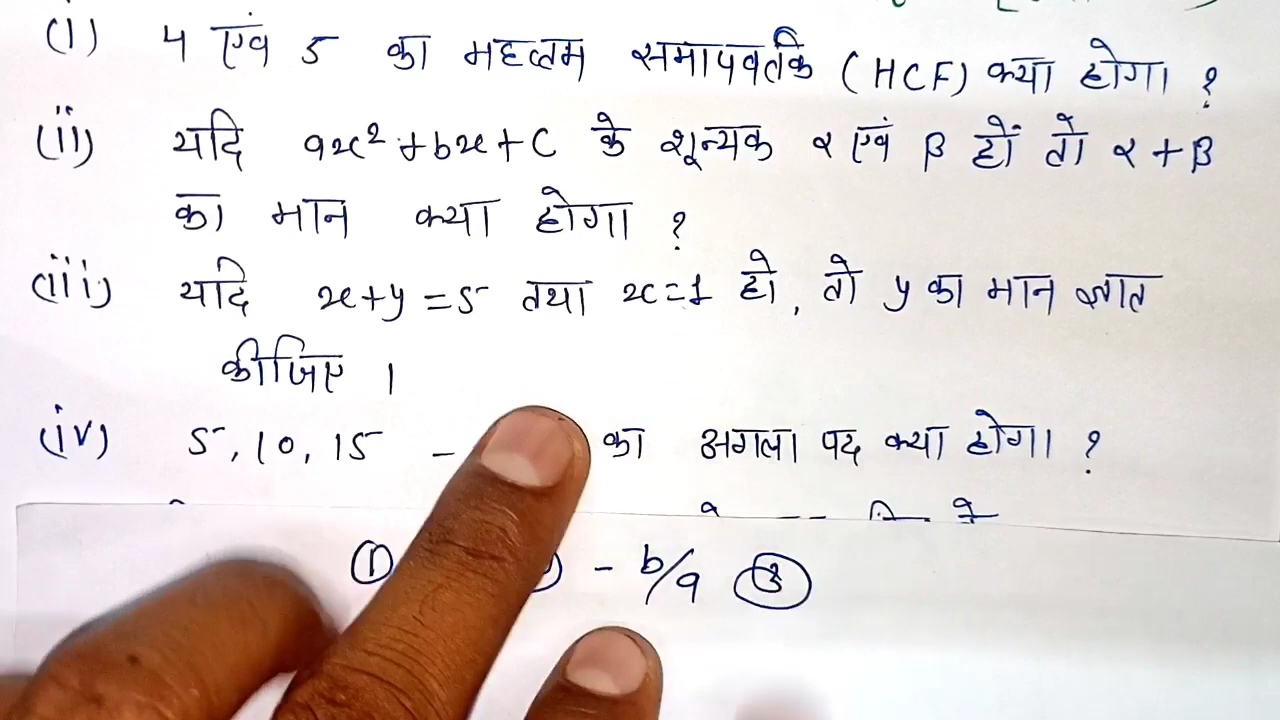 (i) 4 एवं 5 का महत्तम समापवर्तक (HCF) क्या होगा ?
(ii) यदि ax² + bx + c के शून्यक α एवं β हों तो α + β
का मान क्या होगा ?
(iii) यदि x + y = 5 तथा x = 1 हो, तो y का मान ज्ञात
कीजिए ।
(iv) 5, 10, 15 - का अगला पद क्या होगा ?
① - b/a ③